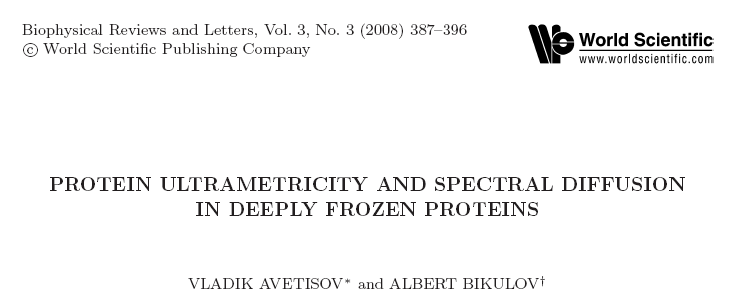 Biophysical Reviews and Letters, Vol. 3, No. 3 (2008) 387–396
© World Scientific Publishing Company
World Scientific
www.worldscientific.com
PROTEIN ULTRAMETRICITY AND SPECTRAL DIFFUSION
IN DEEPLY FROZEN PROTEINS
VLADIK AVETISOV* and ALBERT BIKULOV†